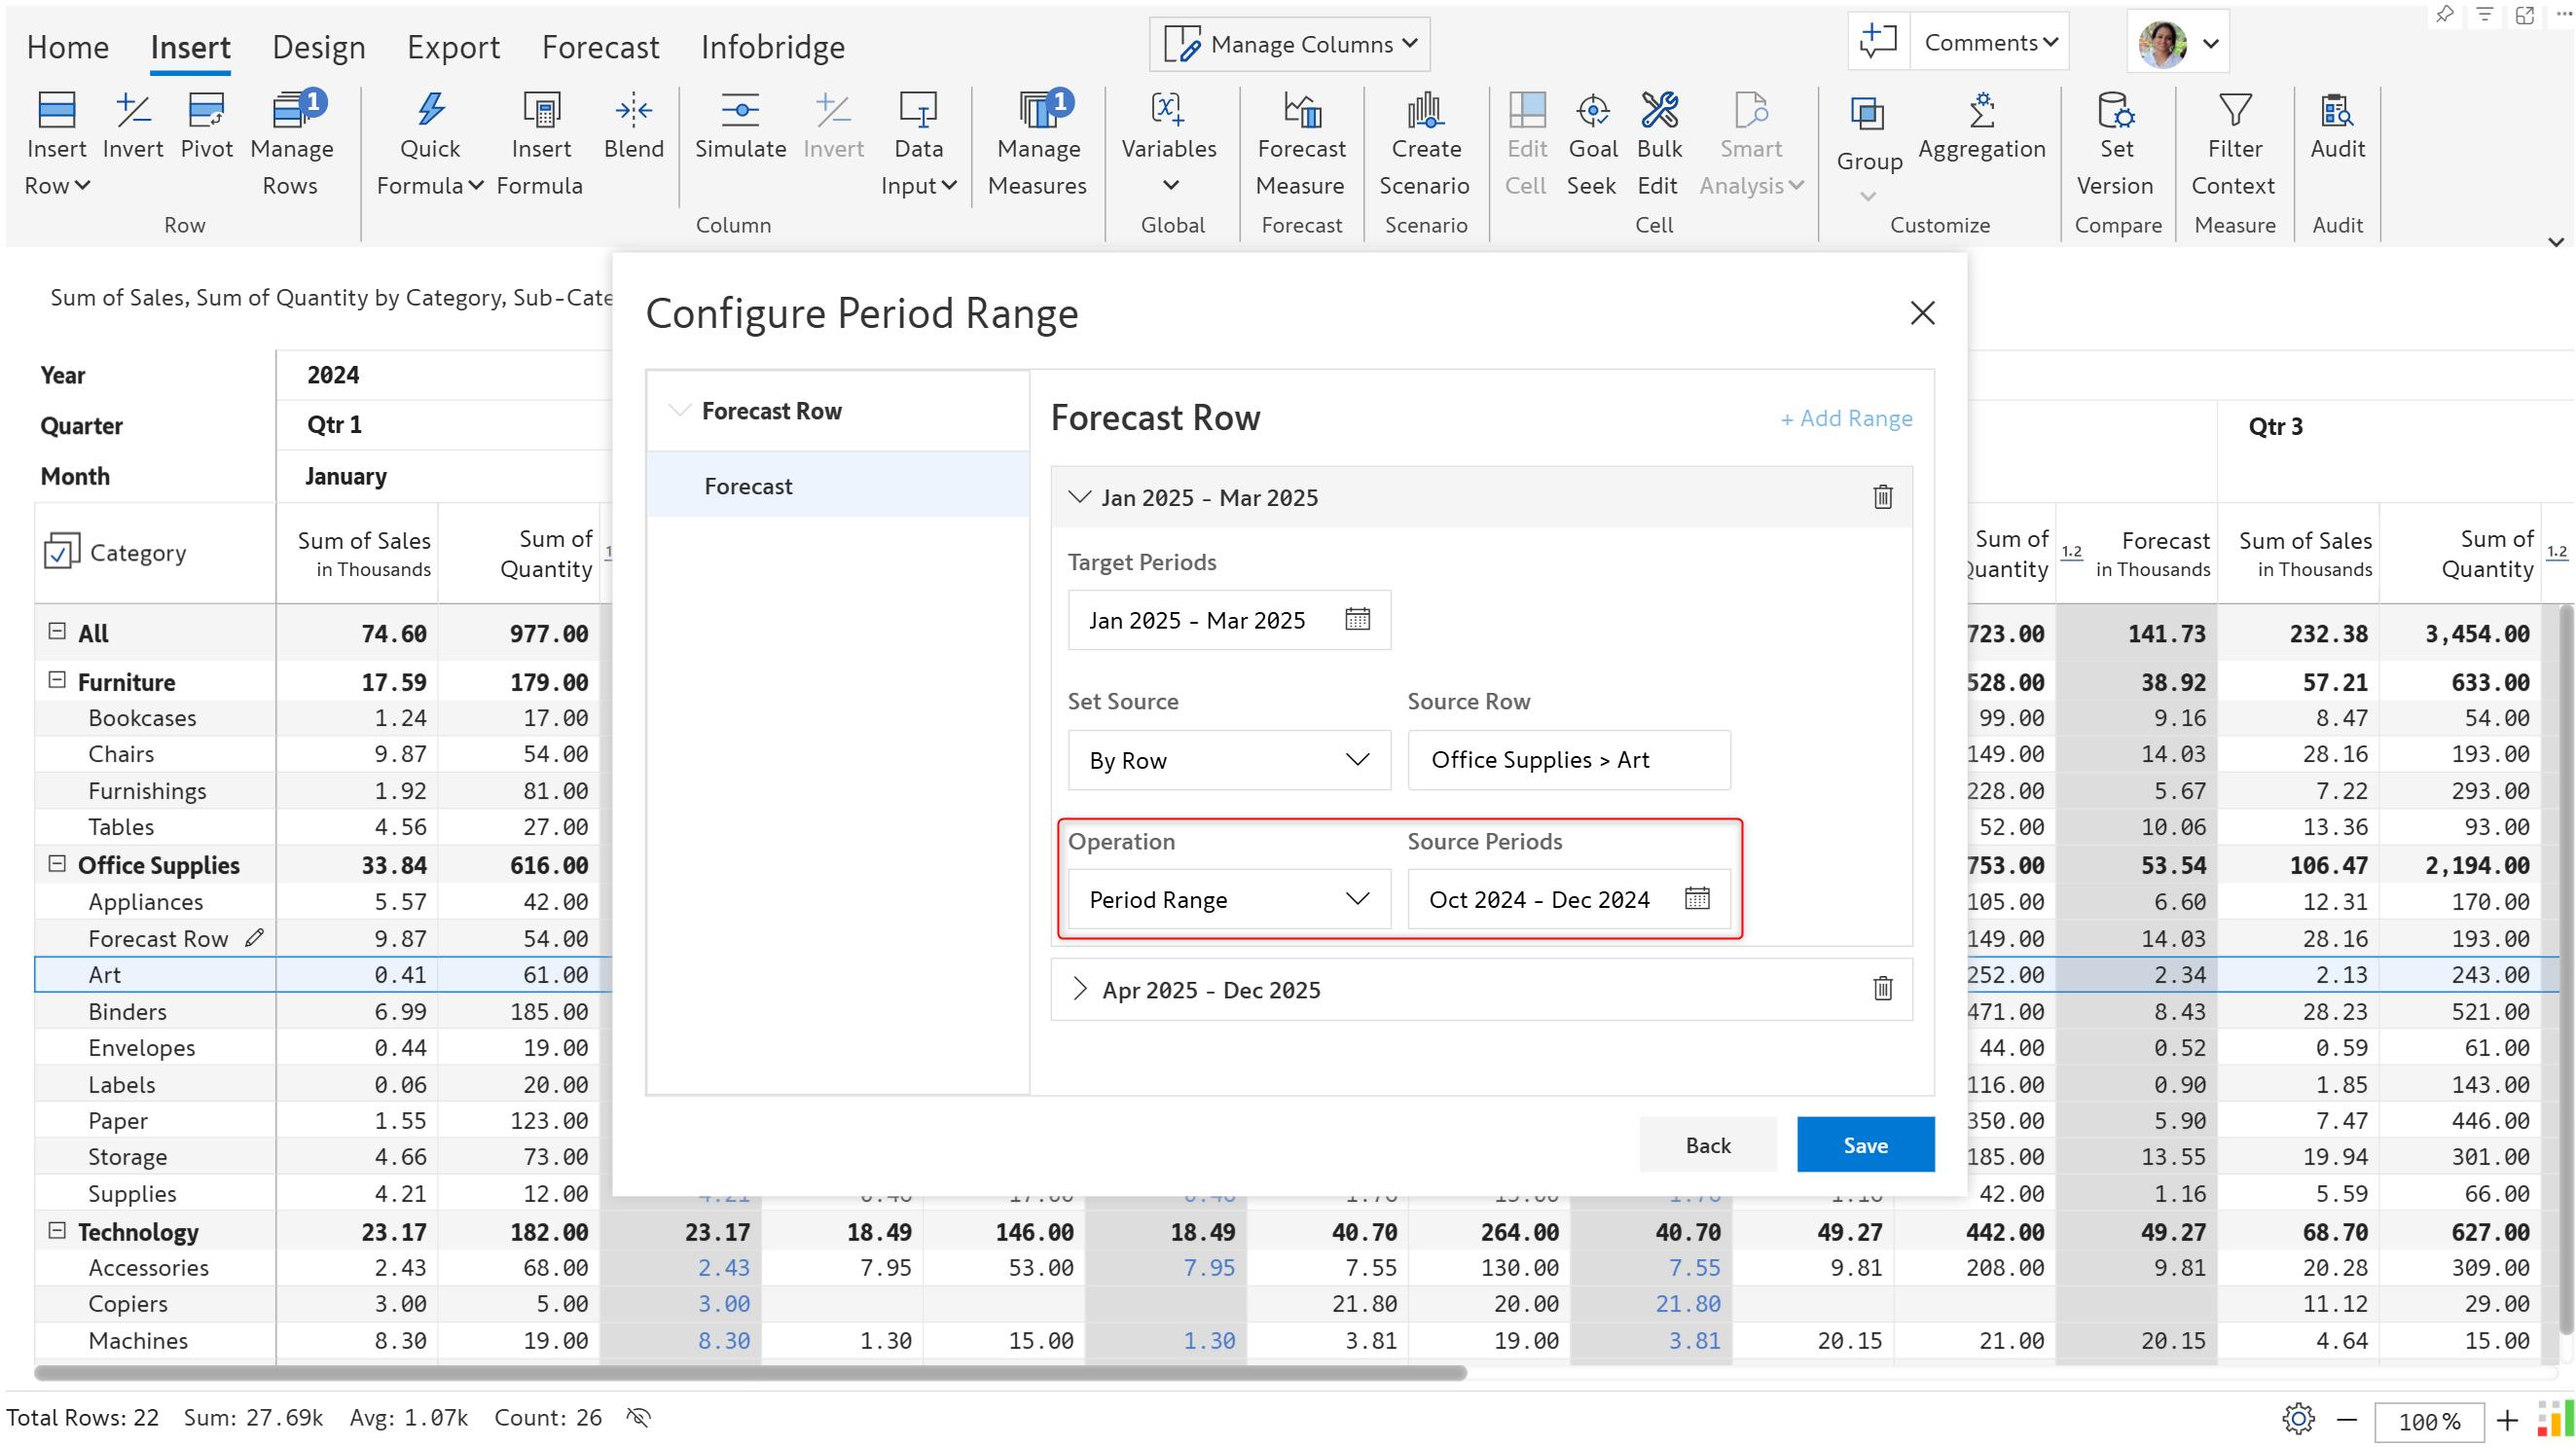 Home Insert Design Export Forecast Infobridge Manage Columns Comments
Insert Row Invert Pivot Manage Rows 1 Quick Formula Insert Formula Blend Simulate Invert Data Input Manage Measures 1 Variables Forecast Measure Create Scenario Edit Cell Goal Seek Bulk Edit Smart Analysis Group Aggregation Set Version Filter Context Audit
Row Column Global Forecast Scenario Cell Customize Compare Measure Audit
Sum of Sales, Sum of Quantity by Category, Sub-Cate
Configure Period Range
Year 2024
Quarter Qtr 1 Qtr 3
Month January
Forecast Row
Forecast
Forecast Row + Add Range
Jan 2025 - Mar 2025
Target Periods
Jan 2025 - Mar 2025
Set Source Source Row
By Row Office Supplies > Art
Operation Source Periods
Period Range Oct 2024 - Dec 2024
Apr 2025 - Dec 2025
Back Save
Category Sum of Sales in Thousands Sum of Quantity Sum of Quantity 1.2 Forecast in Thousands Sum of Sales in Thousands Sum of Quantity 1.2
All 74.60 977.00 723.00 141.73 232.38 3,454.00
Furniture 17.59 179.00 528.00 38.92 57.21 633.00
Bookcases 1.24 17.00 99.00 9.16 8.47 54.00
Chairs 9.87 54.00 149.00 14.03 28.16 193.00
Furnishings 1.92 81.00 228.00 5.67 7.22 293.00
Tables 4.56 27.00 52.00 10.06 13.36 93.00
Office Supplies 33.84 616.00 753.00 53.54 106.47 2,194.00
Appliances 5.57 42.00 105.00 6.60 12.31 170.00
Forecast Row 9.87 54.00 149.00 14.03 28.16 193.00
Art 0.41 61.00 252.00 2.34 2.13 243.00
Binders 6.99 185.00 471.00 8.43 28.23 521.00
Envelopes 0.44 19.00 44.00 0.52 0.59 61.00
Labels 0.06 20.00 116.00 0.90 1.85 143.00
Paper 1.55 123.00 350.00 5.90 7.47 446.00
Storage 4.66 73.00 185.00 13.55 19.94 301.00
Supplies 4.21 12.00 42.00 1.16 5.59 66.00
Technology 23.17 182.00 23.17 18.49 146.00 18.49 40.70 264.00 40.70 49.27 442.00 49.27 68.70 627.00
Accessories 2.43 68.00 2.43 7.95 53.00 7.95 7.55 130.00 7.55 9.81 208.00 9.81 20.28 309.00
Copiers 3.00 5.00 3.00 21.80 20.00 21.80 11.12 29.00
Machines 8.30 19.00 8.30 1.30 15.00 1.30 3.81 19.00 3.81 20.15 21.00 20.15 4.64 15.00
Total Rows: 22 Sum: 27.69k Avg: 1.07k Count: 26 100%